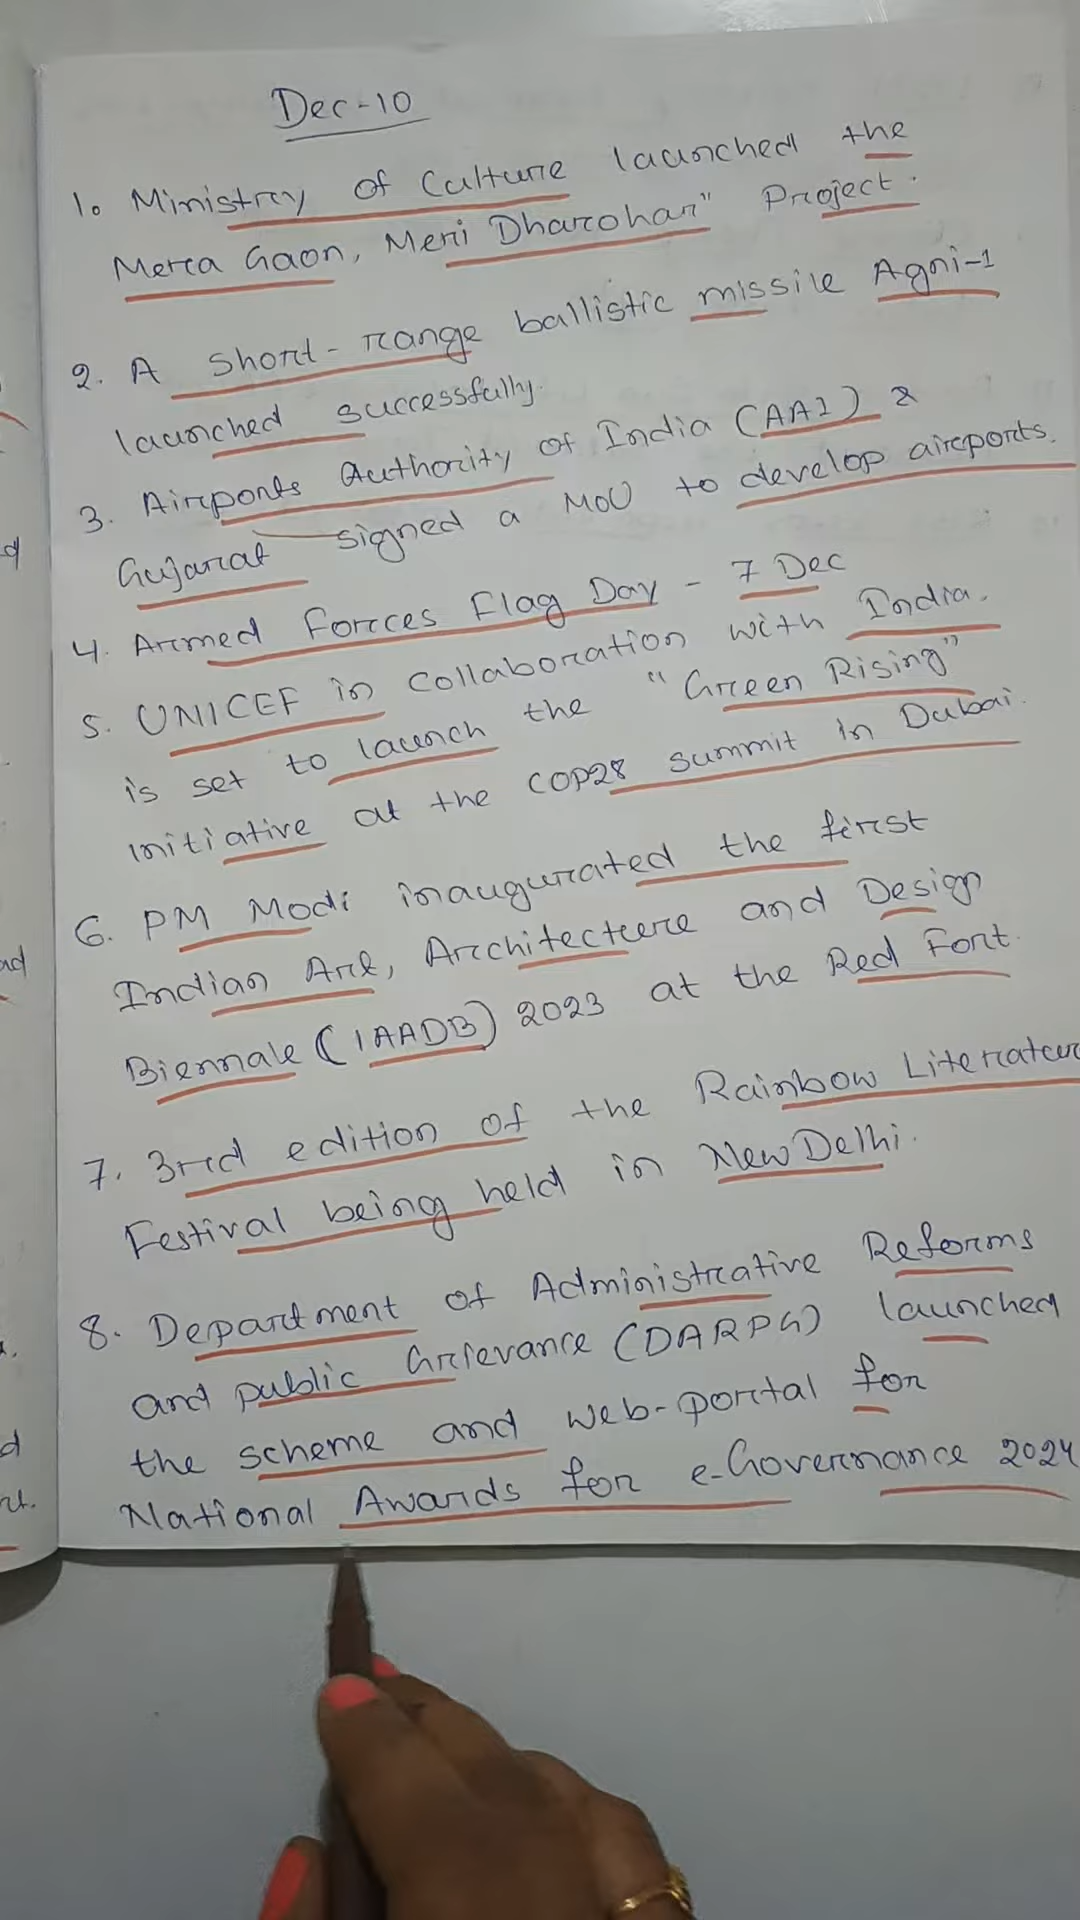 Dec-10
1. Ministry of Culture launched the
Mera Gaon, Meri Dharohar" Project.
2. A short-range ballistic missile Agni-1
launched successfully.
3. Airports Authority of India (AAI) &
Gujarat signed a MoU to develop airports.
4. Armed Forces Flag Day - 7 Dec
5. UNICEF in collaboration with India.
is set to launch the "Green Rising"
initiative at the COP28 summit in Dubai.
6. PM Modi inaugurated the first
Indian Art, Architecture and Design
Biennale (IAADB) 2023 at the Red Fort.
7. 3rd edition of the Rainbow Literatur
Festival being held in New Delhi.
8. Department of Administrative Reforms
and public Grievance (DARPG) launched
the scheme and web-portal for
National Awards for e-Governance 2024